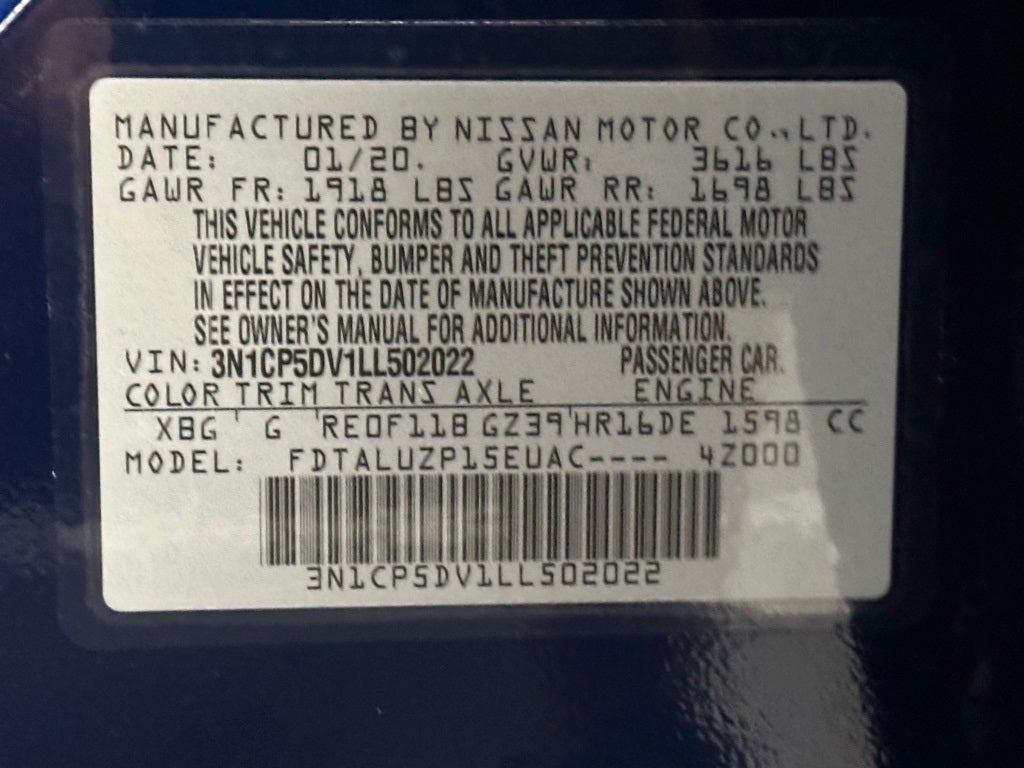 MANUFACTURED BY NISSAN MOTOR CO.,LTD.
DATE: 01/20. GVWR: 3616 LBS
GAWR FR: 1918 LBS GAWR RR: 1698 LBS
THIS VEHICLE CONFORMS TO ALL APPLICABLE FEDERAL MOTOR
VEHICLE SAFETY, BUMPER AND THEFT PREVENTION STANDARDS
IN EFFECT ON THE DATE OF MANUFACTURE SHOWN ABOVE.
SEE OWNER'S MANUAL FOR ADDITIONAL INFORMATION.
VIN: 3N1CP5DV1LL502022 PASSENGER CAR.
COLOR TRIM TRANS AXLE ENGINE
XBG ' G 'RE0F11B GZ39'HR16DE 1598 CC
MODEL: FDTALUZP15EUAC---- 4Z000
3N1CP5DV1LL502022